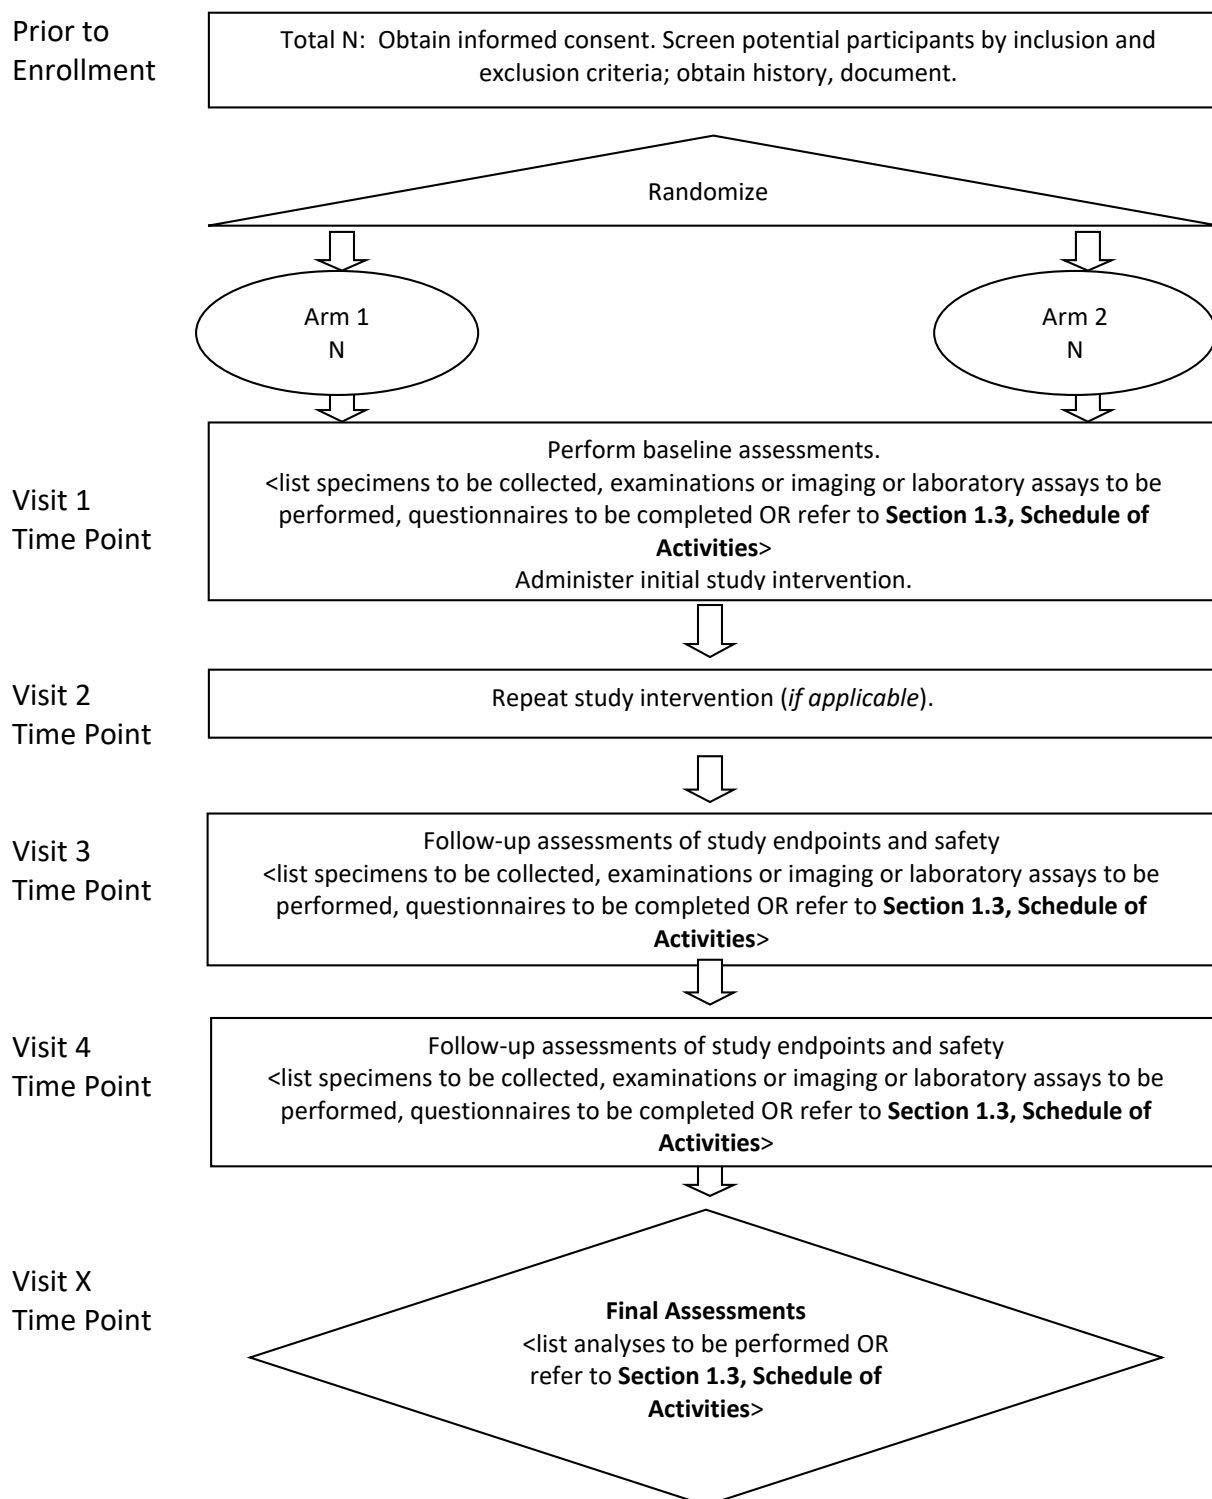 Prior to
Enrollment
Total N:  Obtain informed consent. Screen potential participants by inclusion and
exclusion criteria; obtain history, document.
Randomize
Arm 1
N
Arm 2
N
Visit 1
Time Point
Perform baseline assessments.
<list specimens to be collected, examinations or imaging or laboratory assays to be
performed, questionnaires to be completed OR refer to Section 1.3, Schedule of
Activities>
Administer initial study intervention.
Visit 2
Time Point
Repeat study intervention (if applicable).
Visit 3
Time Point
Follow-up assessments of study endpoints and safety
<list specimens to be collected, examinations or imaging or laboratory assays to be
performed, questionnaires to be completed OR refer to Section 1.3, Schedule of
Activities>
Visit 4
Time Point
Follow-up assessments of study endpoints and safety
<list specimens to be collected, examinations or imaging or laboratory assays to be
performed, questionnaires to be completed OR refer to Section 1.3, Schedule of
Activities>
Visit X
Time Point
Final Assessments
<list analyses to be performed OR
refer to Section 1.3, Schedule of
Activities>